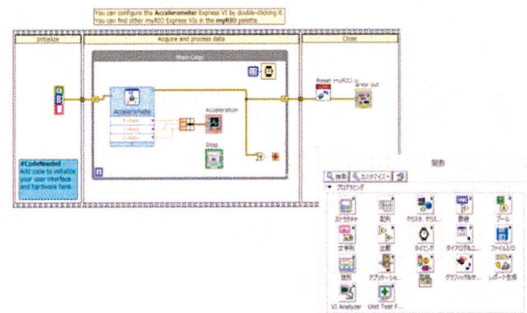 You can configure the Accelerometer Express VI by double-clicking it.
You can find other myRIO Express VIs in the myRIO palette.
Initialize
Acquire and process data
Close
Main Loop
Accelerometer
X-Axis
Y-Axis
Z-Axis
Acceleration
Stop
Reset myRIO
error out
#CodeNeeded
Add code to initialize
your user interface
and hardware here.
関数
検索
カスタマイズ
プログラミング
ストラクチャ
配列
クラスタ、クラス...
数値
ブール
文字列
比較
タイミング
ダイアログ&ユ...
ファイルI/O
波形
アプリケーショ...
同期
グラフィック&サ...
レポート生成
VI Analyzer
Unit Test F...